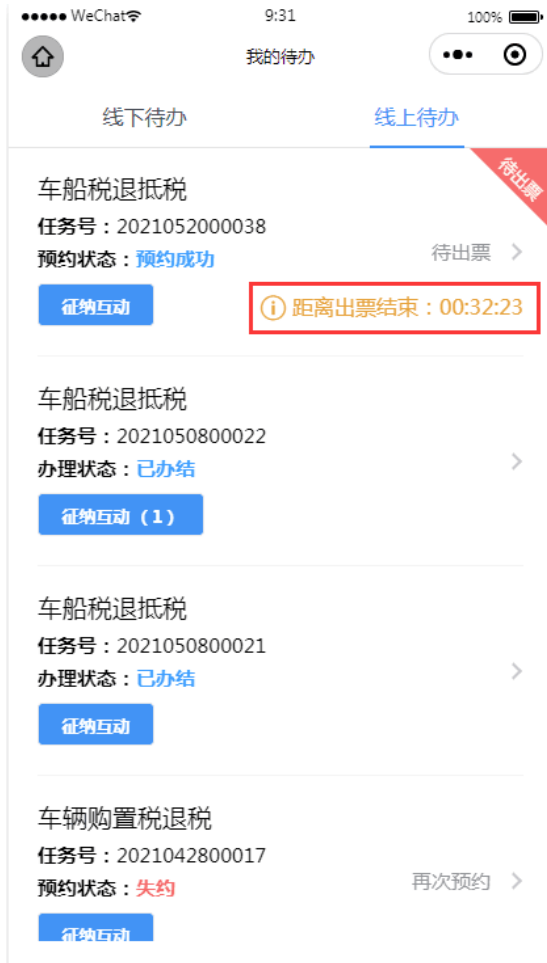 WeChat 9:31 100%
我的待办
线下待办 线上待办
待出票
车船税退抵税
任务号：2021052000038
预约状态：预约成功 待出票
征纳互动 距离出票结束：00:32:23
车船税退抵税
任务号：2021050800022
办理状态：已办结
征纳互动（1）
车船税退抵税
任务号：2021050800021
办理状态：已办结
征纳互动
车辆购置税退税
任务号：2021042800017
预约状态：失约 再次预约
征纳互动